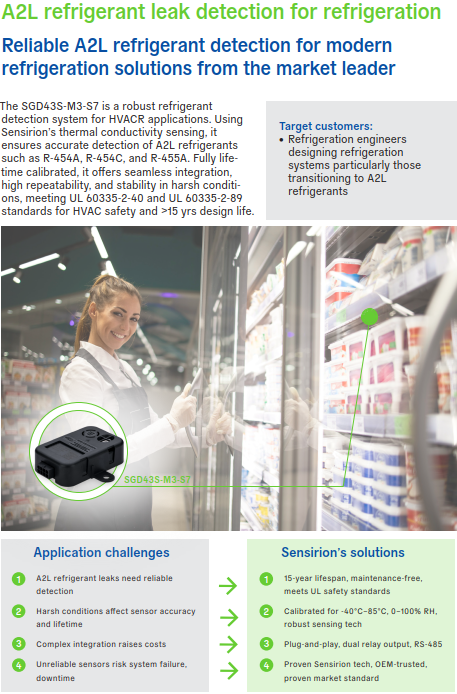 A2L refrigerant leak detection for refrigeration
Reliable A2L refrigerant detection for modern
refrigeration solutions from the market leader
The SGD43S-M3-S7 is a robust refrigerant
detection system for HVACR applications. Using
Sensirion's thermal conductivity sensing, it
ensures accurate detection of A2L refrigerants
such as R-454A, R-454C, and R-455A. Fully life-
time calibrated, it offers seamless integration,
high repeatability, and stability in harsh conditi-
ons, meeting UL 60335-2-40 and UL 60335-2-89
standards for HVAC safety and >15 yrs design life.
Target customers:
• Refrigeration engineers
designing refrigeration
systems particularly those
transitioning to A2L
refrigerants
SGD43S-M3-S7
Application challenges
1 A2L refrigerant leaks need reliable
detection
2 Harsh conditions affect sensor accuracy
and lifetime
3 Complex integration raises costs
4 Unreliable sensors risk system failure,
downtime
Sensirion's solutions
1 15-year lifespan, maintenance-free,
meets UL safety standards
2 Calibrated for -40°C–85°C, 0–100% RH,
robust sensing tech
3 Plug-and-play, dual relay output, RS-485
4 Proven Sensirion tech, OEM-trusted,
proven market standard